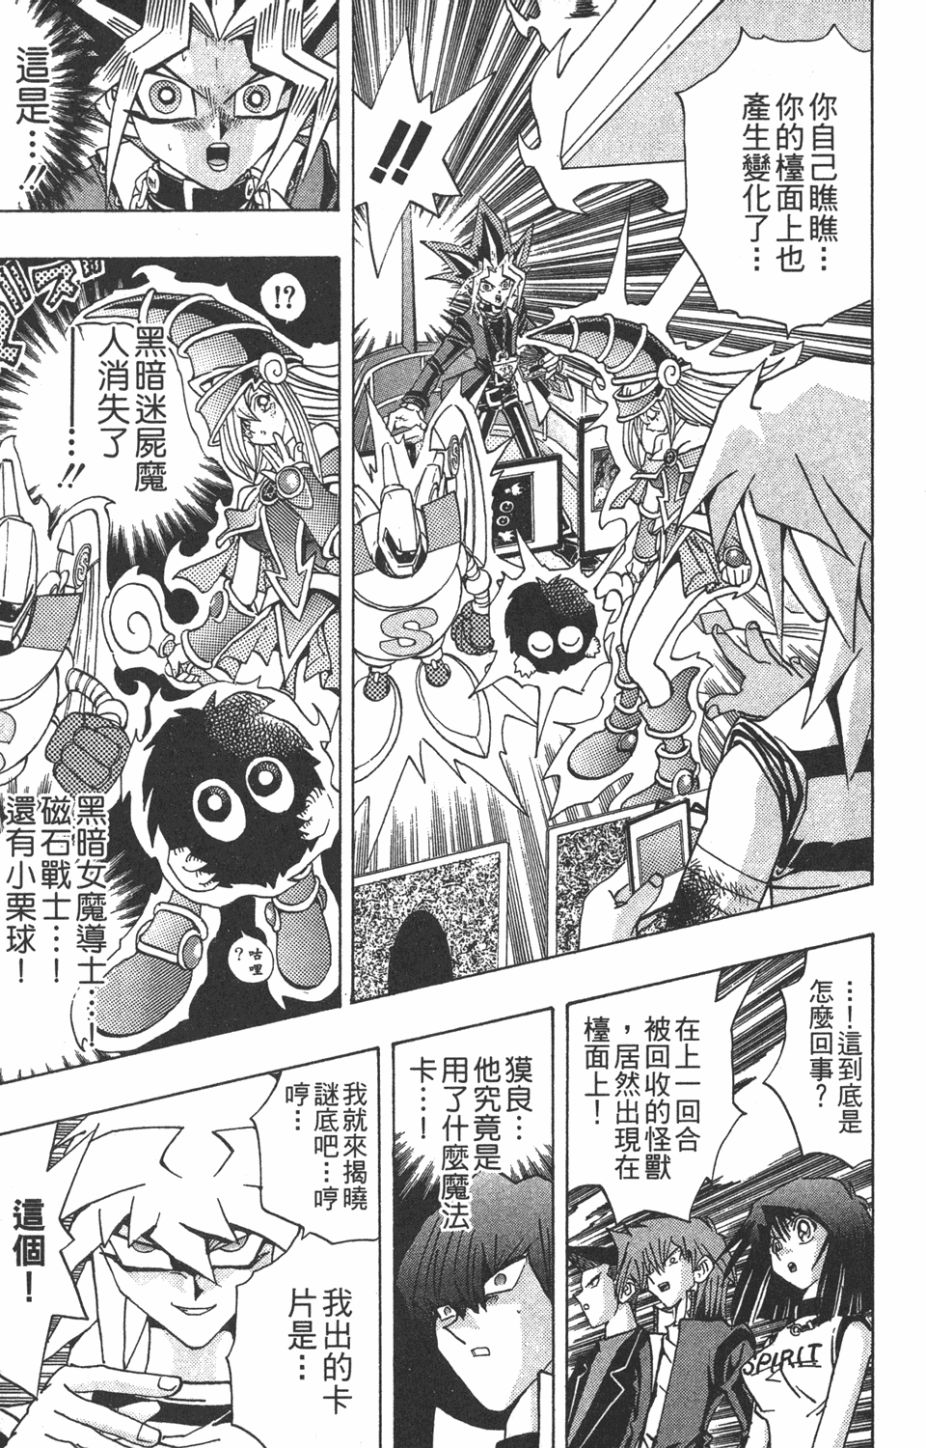 你自己瞧瞧…
你的檯面上也
產生變化了…
!!
這是…!!
!?
黑暗迷屍魔
人消失了
——…!!
S
黑暗女魔導士…!
磁石戰士…!
還有小栗球!
咕哩
?
…!這到底是
怎麼回事?
在上一回合
被回收的怪獸
,居然出現在
檯面上!
SPIRIT
獏良…
他究竟是
用了什麼魔法
卡…!
我就來揭曉
謎底吧…哼
哼…
我出的卡
片是…
這個!